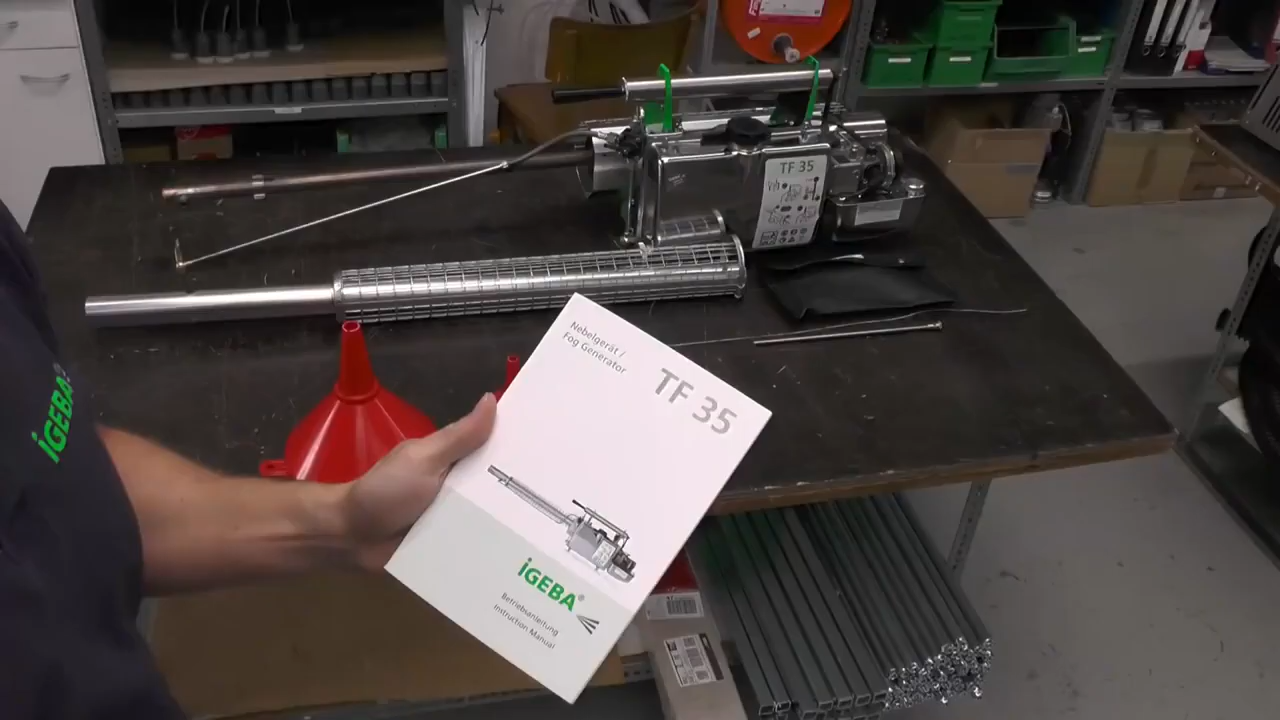 TF 35
Nebelgerät /
Fog Generator
TF 35
iGEBA®
iGEBA®
Betriebsanleitung
Instruction Manual